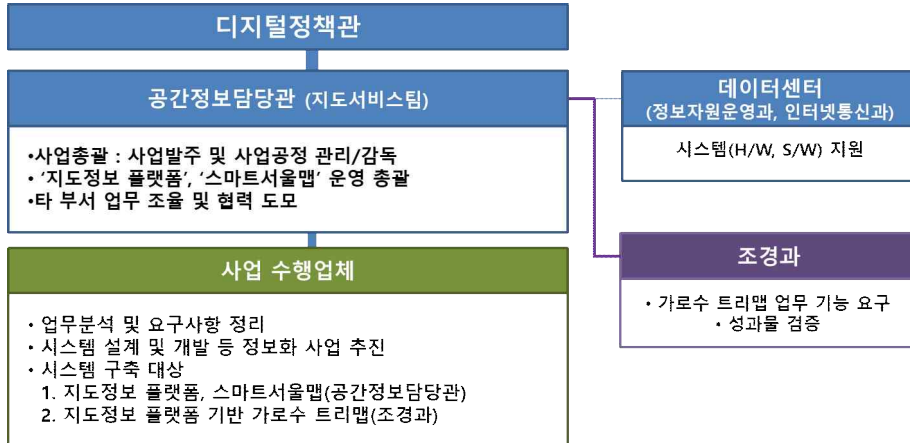 디지털정책관
공간정보담당관 (지도서비스팀)
•사업총괄 : 사업발주 및 사업공정 관리/감독
• ‘지도정보 플랫폼’, ‘스마트서울맵’ 운영 총괄
•타 부서 업무 조율 및 협력 도모
데이터센터
(정보자원운영과, 인터넷통신과)
시스템(H/W, S/W) 지원
조경과
• 가로수 트리맵 업무 기능 요구
• 성과물 검증
사업 수행업체
• 업무분석 및 요구사항 정리
• 시스템 설계 및 개발 등 정보화 사업 추진
• 시스템 구축 대상
1. 지도정보 플랫폼, 스마트서울맵(공간정보담당관)
2. 지도정보 플랫폼 기반 가로수 트리맵(조경과)